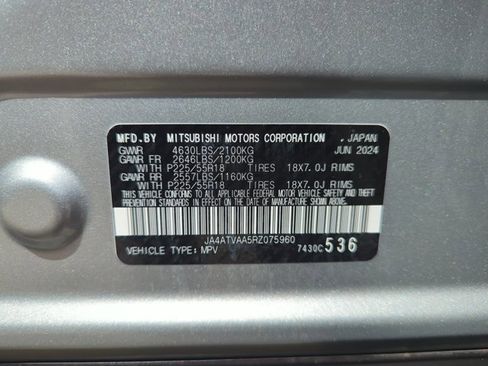 MFD.BY MITSUBISHI MOTORS CORPORATION . JAPAN
GVWR 4630LBS/2100KG JUN 2024
GAWR FR 2646LBS/1200KG
WITH P225/55R18 TIRES 18X7.0J RIMS
GAWR RR 2557LBS/1160KG
WITH P225/55R18 TIRES 18X7.0J RIMS
THIS VEHICLE CONFORMS TO ALL APPLICABLE FEDERAL MOTOR VEHICLE SAFETY
AND THEFT PREVENTION STANDARDS IN EFFECT ON THE DATE OF MANUFACTURE
SHOWN ABOVE.
JA4ATVAA5RZ075960
VEHICLE TYPE:MPV 7430C536